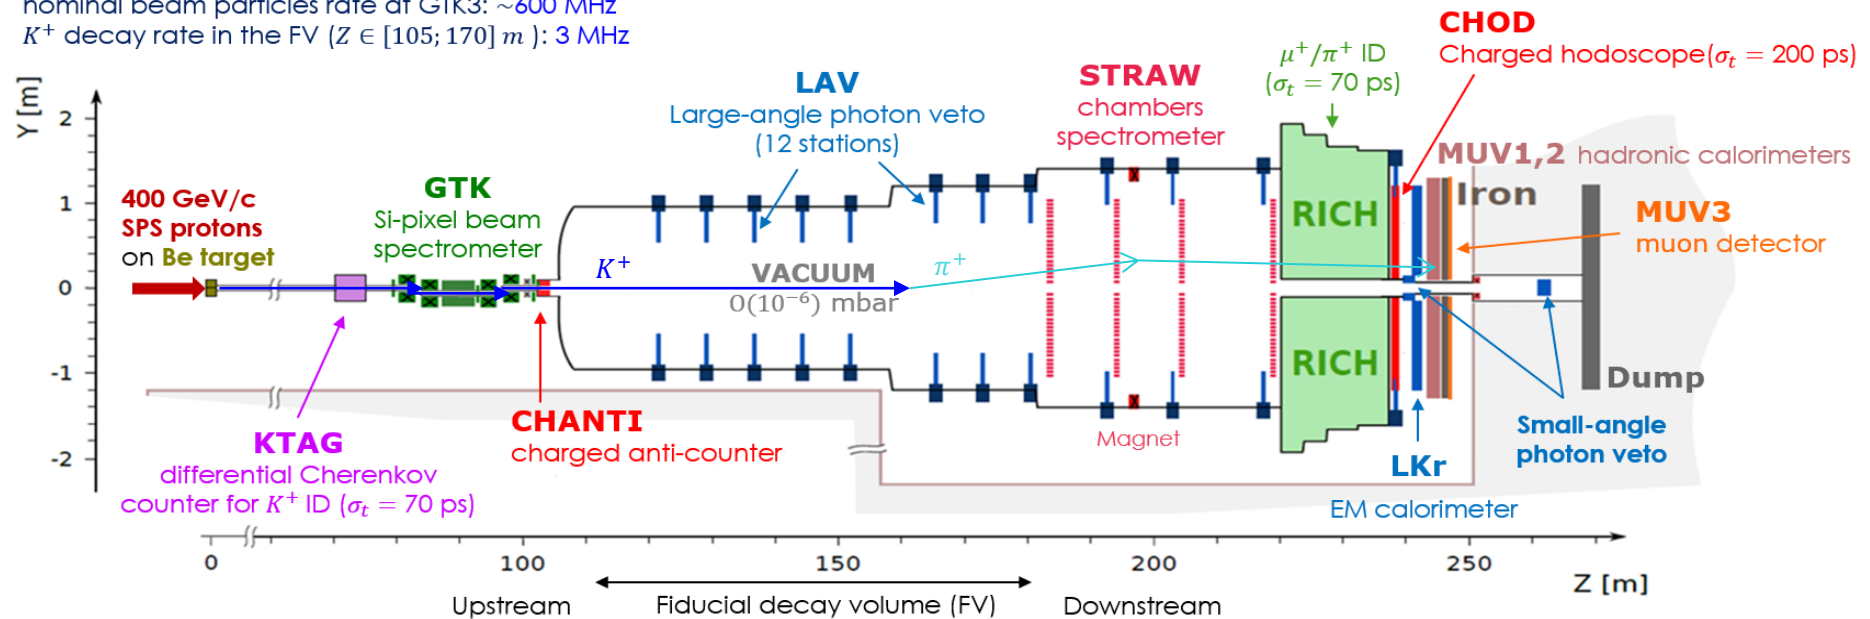 nominal beam particles rate at GTK3: ~600 MHz
K⁺ decay rate in the FV (Z ∈ [105; 170] m ): 3 MHz
CHOD
Charged hodoscope(σₜ = 200 ps)
μ⁺/π⁺ ID
(σₜ = 70 ps)
LAV
Large-angle photon veto
(12 stations)
STRAW
chambers
spectrometer
Y [m]
2
1
0
-1
-2
MUV1,2 hadronic calorimeters
Iron
MUV3
muon detector
400 GeV/c
SPS protons
on Be target
GTK
Si-pixel beam
spectrometer
RICH
K⁺
VACUUM
O(10⁻⁶) mbar
π⁺
RICH
Dump
KTAG
differential Cherenkov
counter for K⁺ ID (σₜ = 70 ps)
CHANTI
charged anti-counter
Magnet
LKr
EM calorimeter
Small-angle
photon veto
0
100
150
200
250
Z [m]
Upstream
Fiducial decay volume (FV)
Downstream